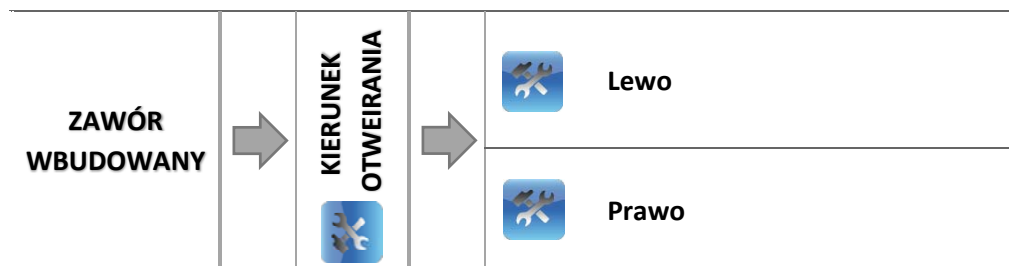 ZAWÓR
WBUDOWANY
KIERUNEK
OTWEIRANIA
Lewo
Prawo